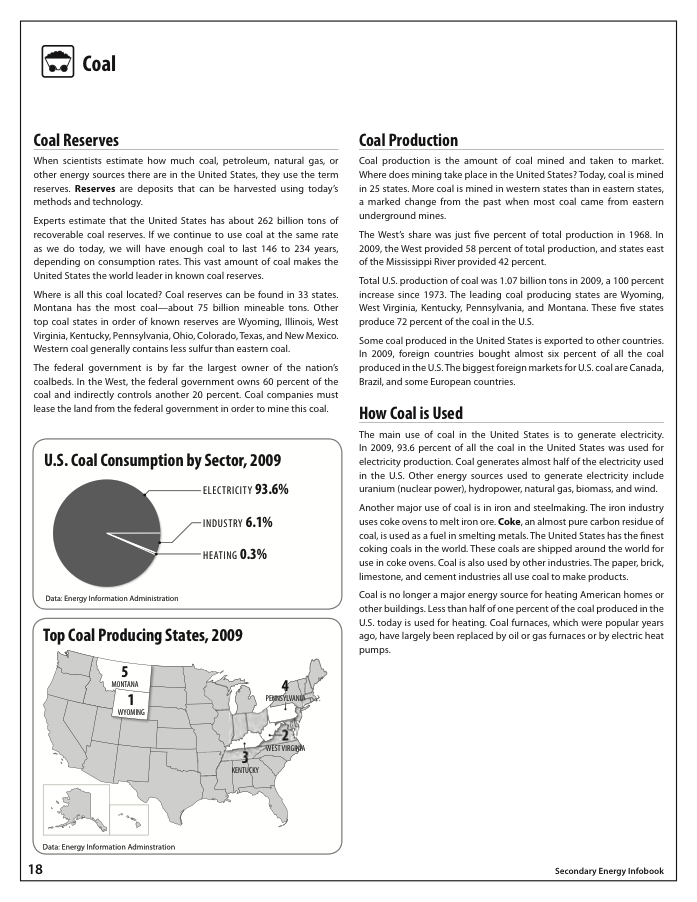 Coal
Coal Reserves
When scientists estimate how much coal, petroleum, natural gas, or
other energy sources there are in the United States, they use the term
reserves. Reserves are deposits that can be harvested using today's
methods and technology.
Experts estimate that the United States has about 262 billion tons of
recoverable coal reserves. If we continue to use coal at the same rate
as we do today, we will have enough coal to last 146 to 234 years,
depending on consumption rates. This vast amount of coal makes the
United States the world leader in known coal reserves.
Where is all this coal located? Coal reserves can be found in 33 states.
Montana has the most coal—about 75 billion mineable tons. Other
top coal states in order of known reserves are Wyoming, Illinois, West
Virginia, Kentucky, Pennsylvania, Ohio, Colorado, Texas, and New Mexico.
Western coal generally contains less sulfur than eastern coal.
The federal government is by far the largest owner of the nation's
coalbeds. In the West, the federal government owns 60 percent of the
coal and indirectly controls another 20 percent. Coal companies must
lease the land from the federal government in order to mine this coal.
U.S. Coal Consumption by Sector, 2009
ELECTRICITY 93.6%
INDUSTRY 6.1%
HEATING 0.3%
Data: Energy Information Administration
Top Coal Producing States, 2009
5
MONTANA
1
WYOMING
4
PENNSYLVANIA
2
WEST VIRGINIA
3
KENTUCKY
Data: Energy Information Adminstration
Coal Production
Coal production is the amount of coal mined and taken to market.
Where does mining take place in the United States? Today, coal is mined
in 25 states. More coal is mined in western states than in eastern states,
a marked change from the past when most coal came from eastern
underground mines.
The West's share was just five percent of total production in 1968. In
2009, the West provided 58 percent of total production, and states east
of the Mississippi River provided 42 percent.
Total U.S. production of coal was 1.07 billion tons in 2009, a 100 percent
increase since 1973. The leading coal producing states are Wyoming,
West Virginia, Kentucky, Pennsylvania, and Montana. These five states
produce 72 percent of the coal in the U.S.
Some coal produced in the United States is exported to other countries.
In 2009, foreign countries bought almost six percent of all the coal
produced in the U.S. The biggest foreign markets for U.S. coal are Canada,
Brazil, and some European countries.
How Coal is Used
The main use of coal in the United States is to generate electricity.
In 2009, 93.6 percent of all the coal in the United States was used for
electricity production. Coal generates almost half of the electricity used
in the U.S. Other energy sources used to generate electricity include
uranium (nuclear power), hydropower, natural gas, biomass, and wind.
Another major use of coal is in iron and steelmaking. The iron industry
uses coke ovens to melt iron ore. Coke, an almost pure carbon residue of
coal, is used as a fuel in smelting metals. The United States has the finest
coking coals in the world. These coals are shipped around the world for
use in coke ovens. Coal is also used by other industries. The paper, brick,
limestone, and cement industries all use coal to make products.
Coal is no longer a major energy source for heating American homes or
other buildings. Less than half of one percent of the coal produced in the
U.S. today is used for heating. Coal furnaces, which were popular years
ago, have largely been replaced by oil or gas furnaces or by electric heat
pumps.
18
Secondary Energy Infobook